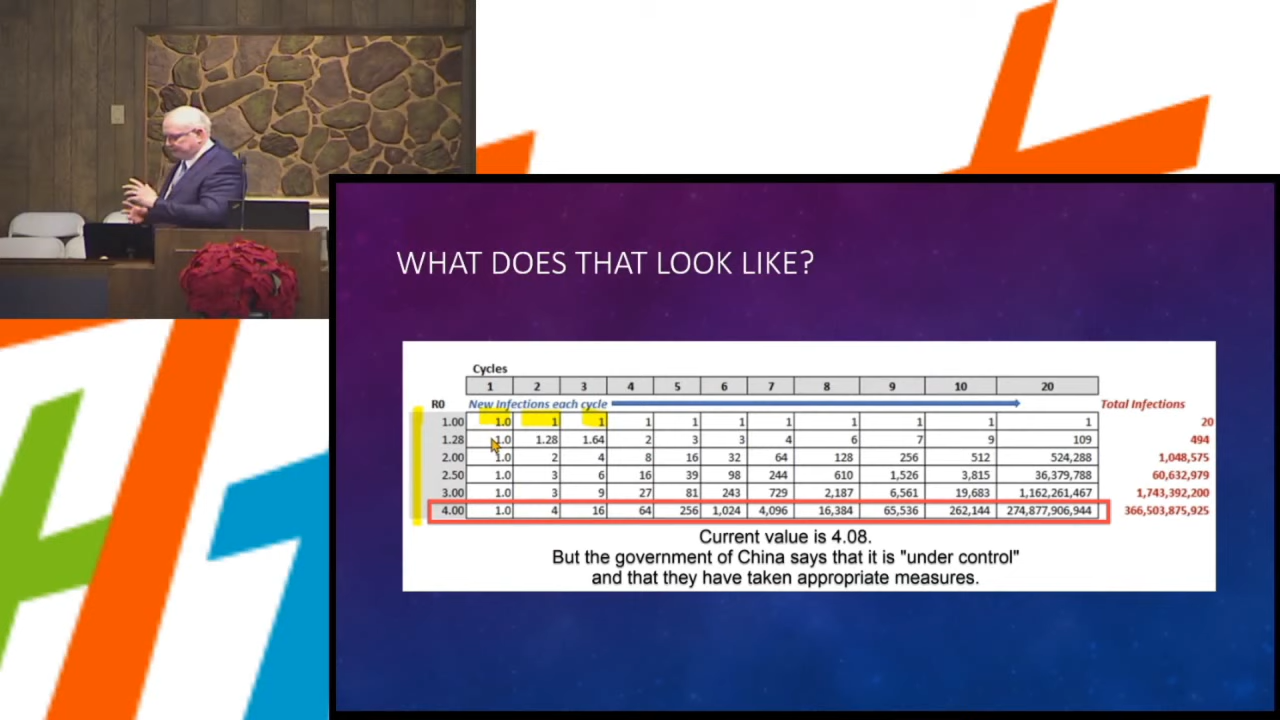 WHAT DOES THAT LOOK LIKE?
Cycles
1 2 3 4 5 6 7 8 9 10 20
R0 New Infections each cycle Total Infections
1.00 1.0 1 1 1 1 1 1 1 1 1 1 20
1.28 1.0 1.28 1.64 2 3 3 4 6 7 9 109 494
2.00 1.0 2 4 8 16 32 64 128 256 512 524,288 1,048,575
2.50 1.0 3 6 16 39 98 244 610 1,526 3,815 36,379,788 60,632,979
3.00 1.0 3 9 27 81 243 729 2,187 6,561 19,683 1,162,261,467 1,743,392,200
4.00 1.0 4 16 64 256 1,024 4,096 16,384 65,536 262,144 274,877,906,944 366,503,875,925
Current value is 4.08.
But the government of China says that it is "under control"
and that they have taken appropriate measures.